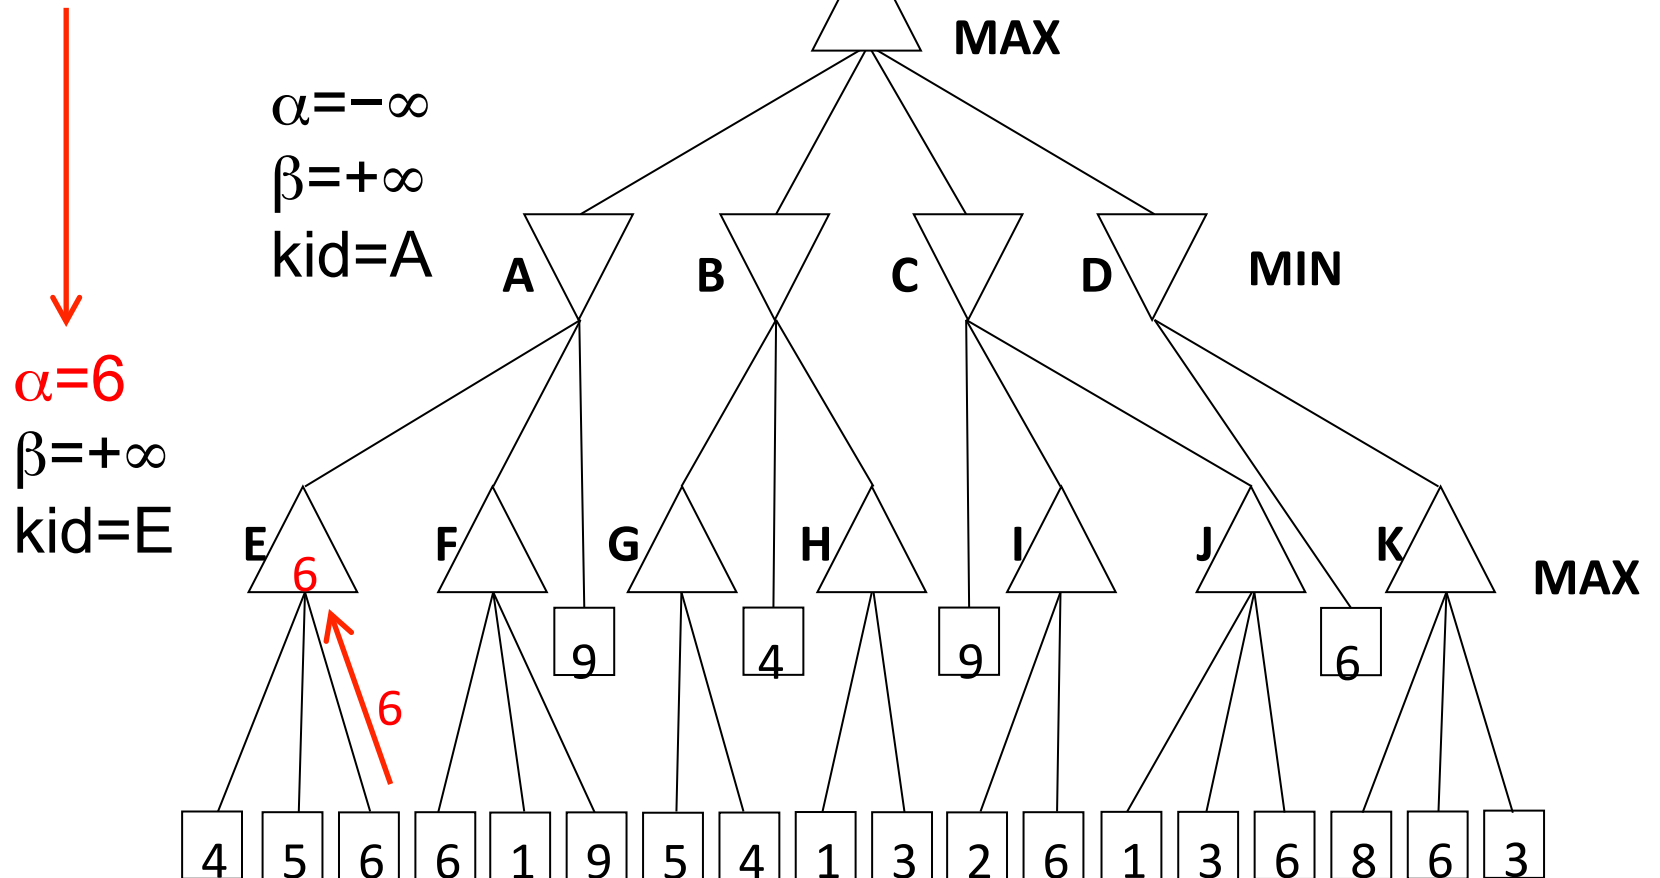 MAX
α=−∞
β=+∞
kid=A
A B C D MIN
α=6
β=+∞
kid=E
E F G H I J K
6
MAX
9 4 9 6
6
4 5 6 6 1 9 5 4 1 3 2 6 1 3 6 8 6 3